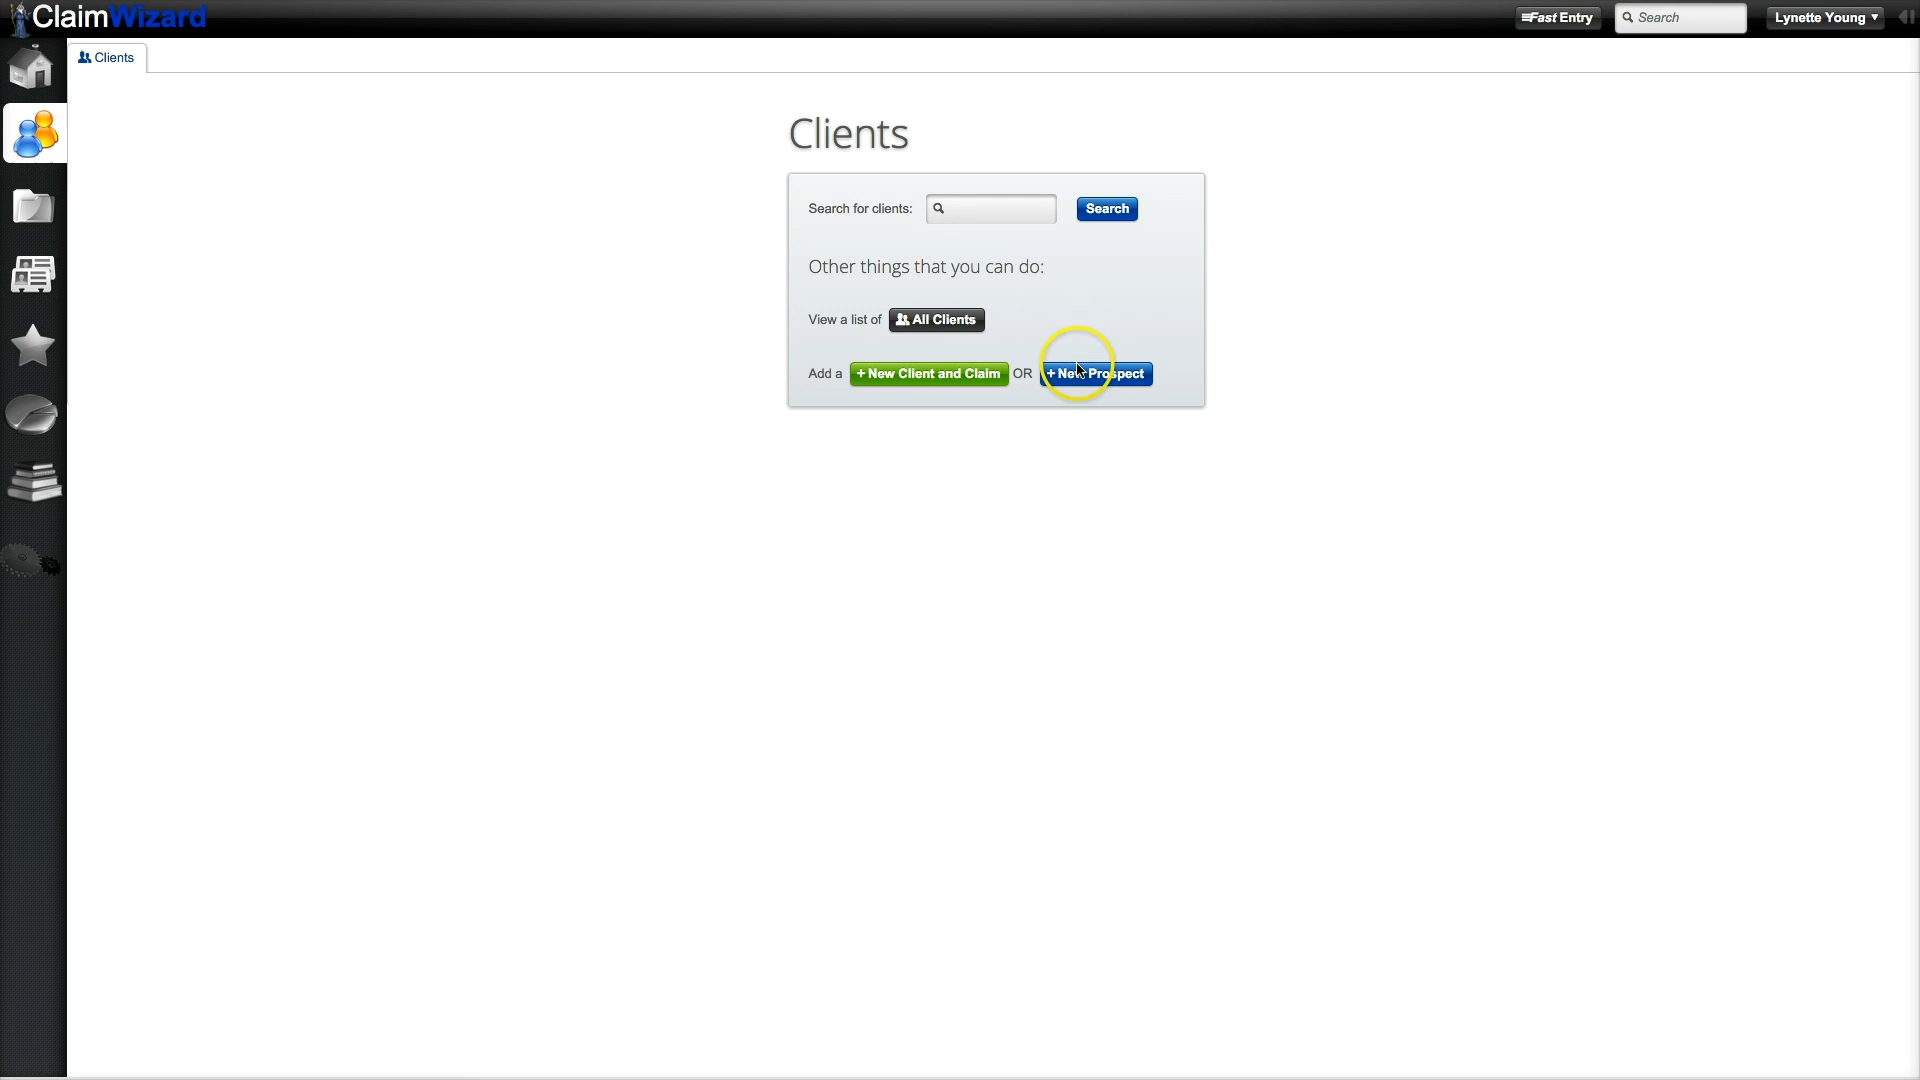 ClaimWizard
Fast Entry
Search
Lynette Young
Clients
Clients
Search for clients:
Search
Other things that you can do:
View a list of All Clients
Add a + New Client and Claim OR + New Prospect